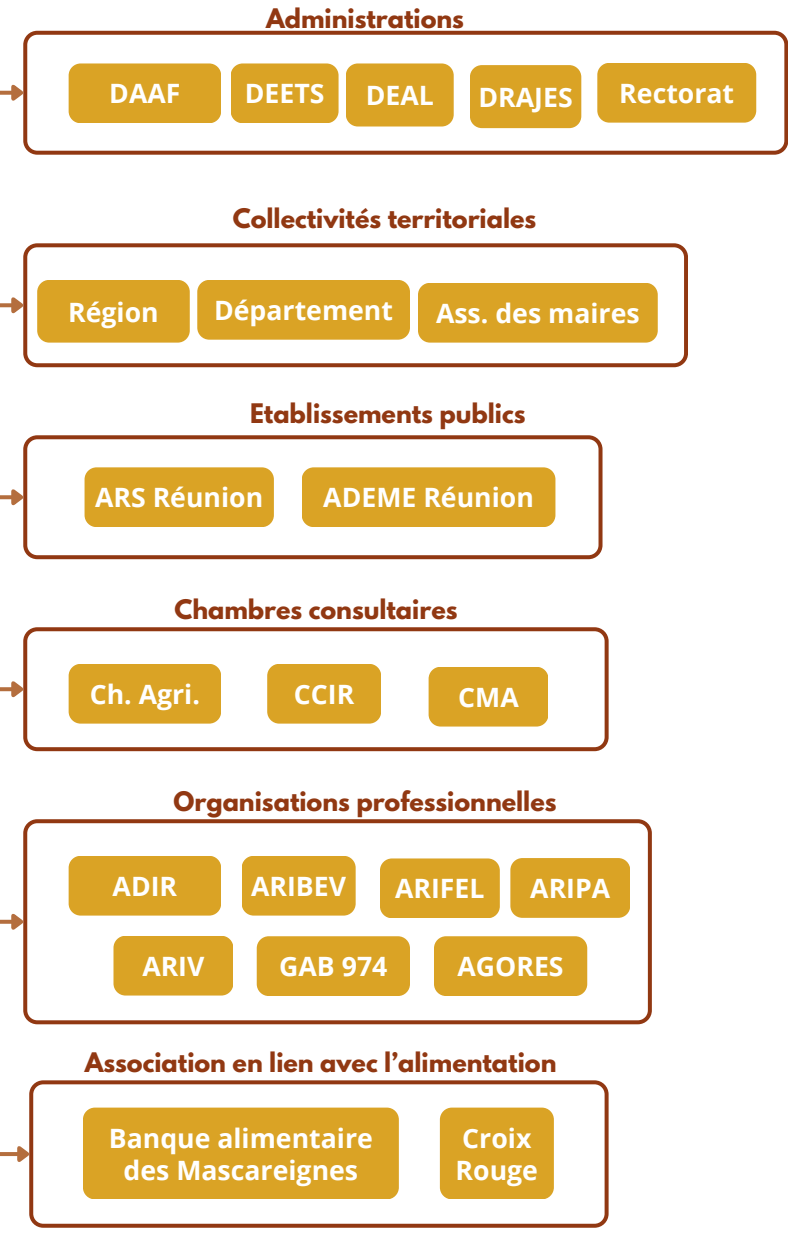 Administrations
DAAF
DEETS
DEAL
DRAJES
Rectorat
Collectivités territoriales
Région
Département
Ass. des maires
Etablissements publics
ARS Réunion
ADEME Réunion
Chambres consultaires
Ch. Agri.
CCIR
CMA
Organisations professionnelles
ADIR
ARIBEV
ARIFEL
ARIPA
ARIV
GAB 974
AGORES
Association en lien avec l'alimentation
Banque alimentaire
des Mascareignes
Croix
Rouge